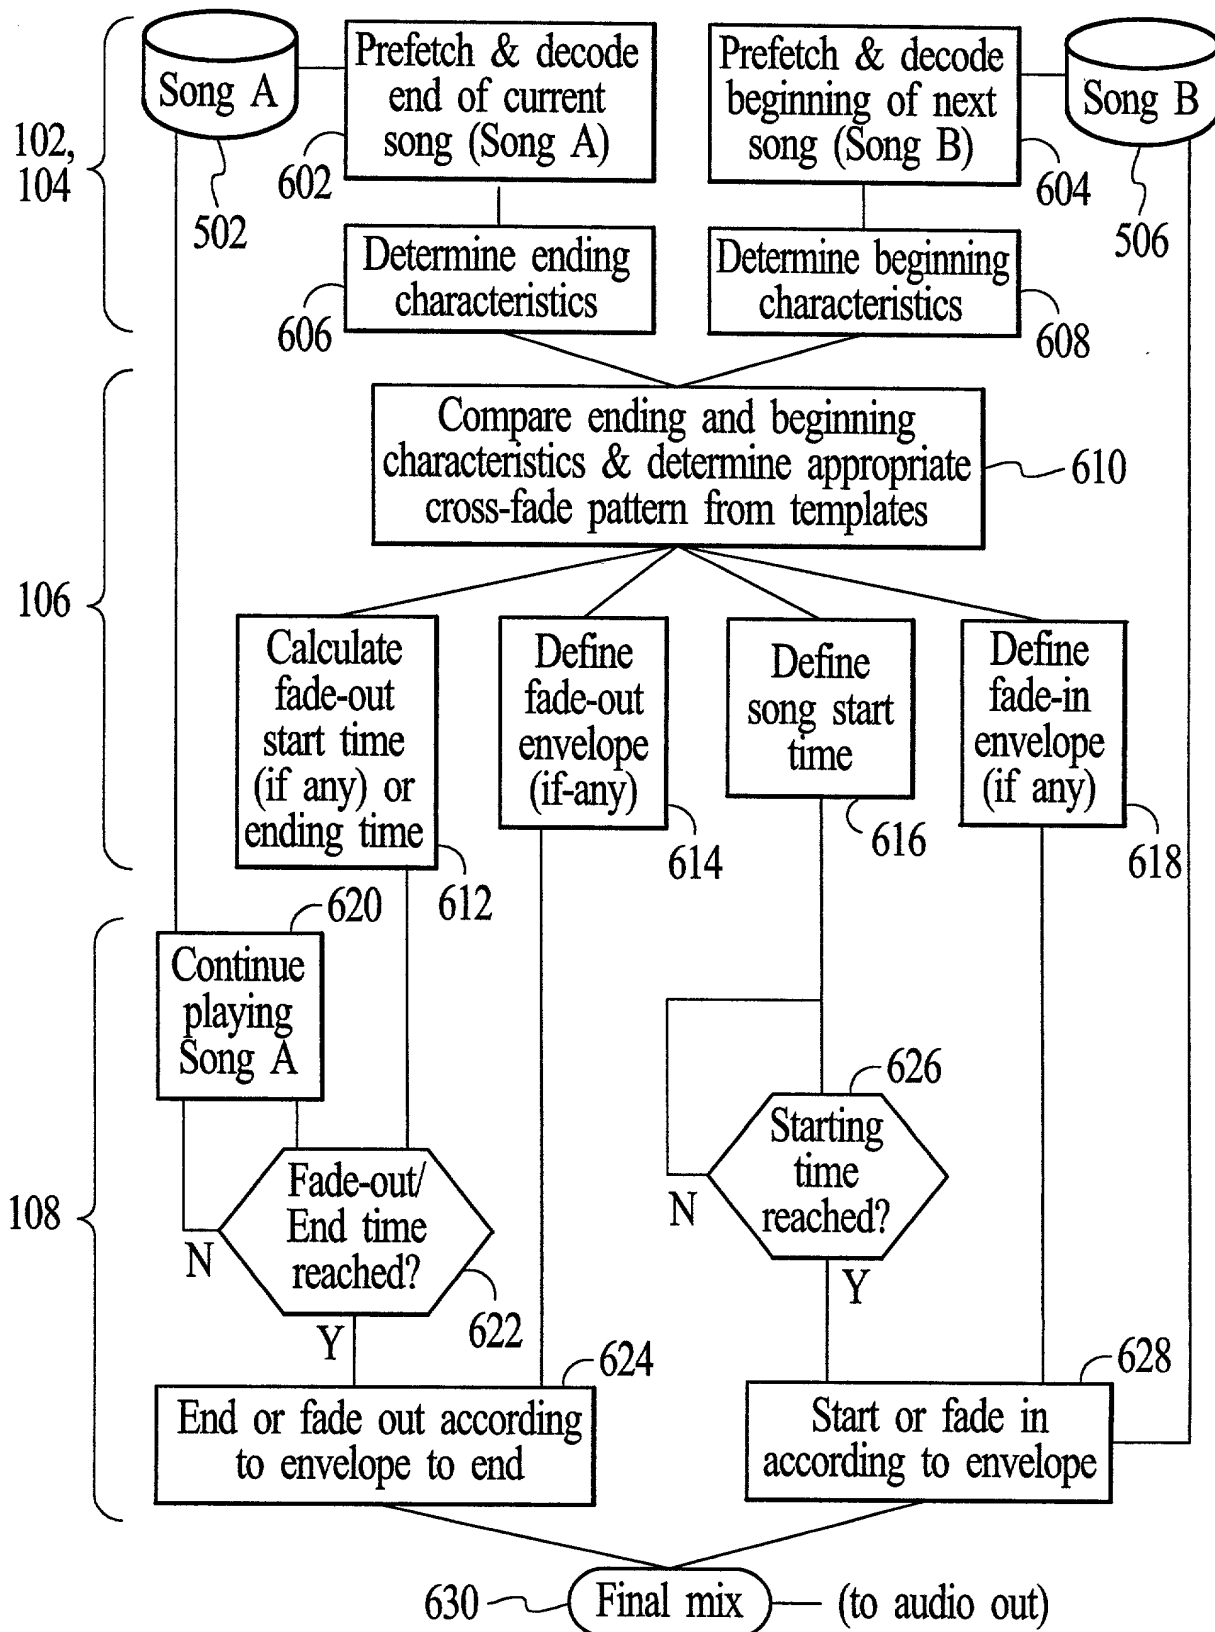 Song A
Prefetch & decode
end of current
song (Song A)
Prefetch & decode
beginning of next
song (Song B)
Song B
102,
104
602
604
502
506
Determine ending
characteristics
Determine beginning
characteristics
606
608
Compare ending and beginning
characteristics & determine appropriate
cross-fade pattern from templates
610
106
Calculate
fade-out
start time
(if any) or
ending time
Define
fade-out
envelope
(if-any)
Define
song start
time
Define
fade-in
envelope
(if any)
612
614
616
618
620
Continue
playing
Song A
108
Fade-out/
End time
reached?
N
Y
622
626
Starting
time
reached?
N
Y
624
End or fade out according
to envelope to end
628
Start or fade in
according to envelope
630
Final mix
(to audio out)